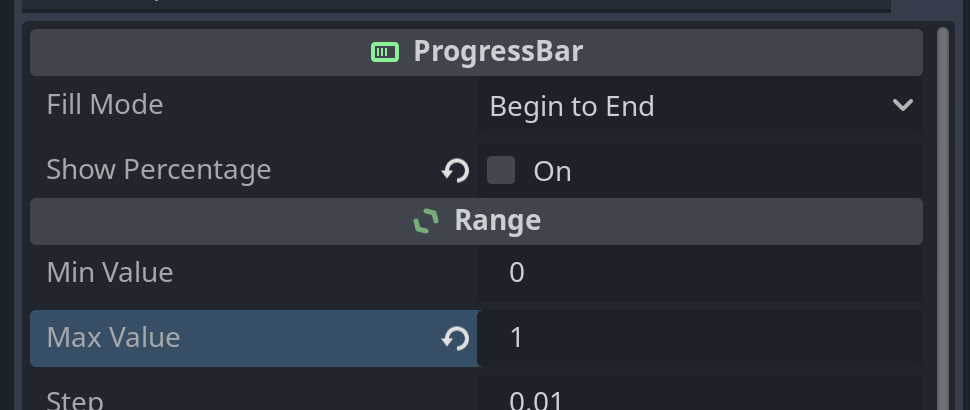 ProgressBar
Fill Mode Begin to End
Show Percentage On
Range
Min Value 0
Max Value 1
Step 0.01